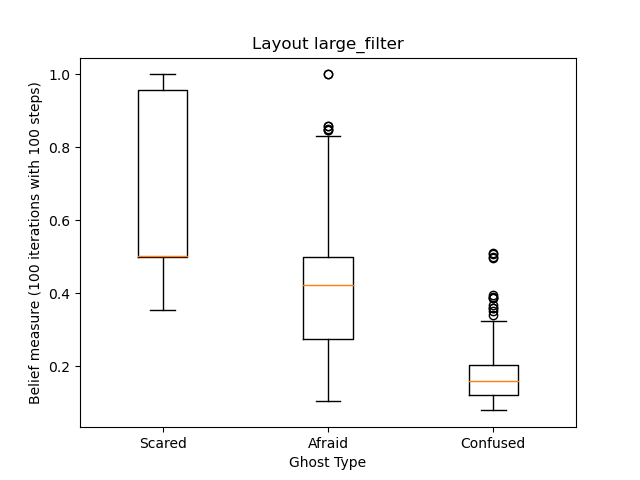 Layout large_filter
Belief measure (100 iterations with 100 steps)
1.0
0.8
0.6
0.4
0.2
Scared Afraid Confused
Ghost Type